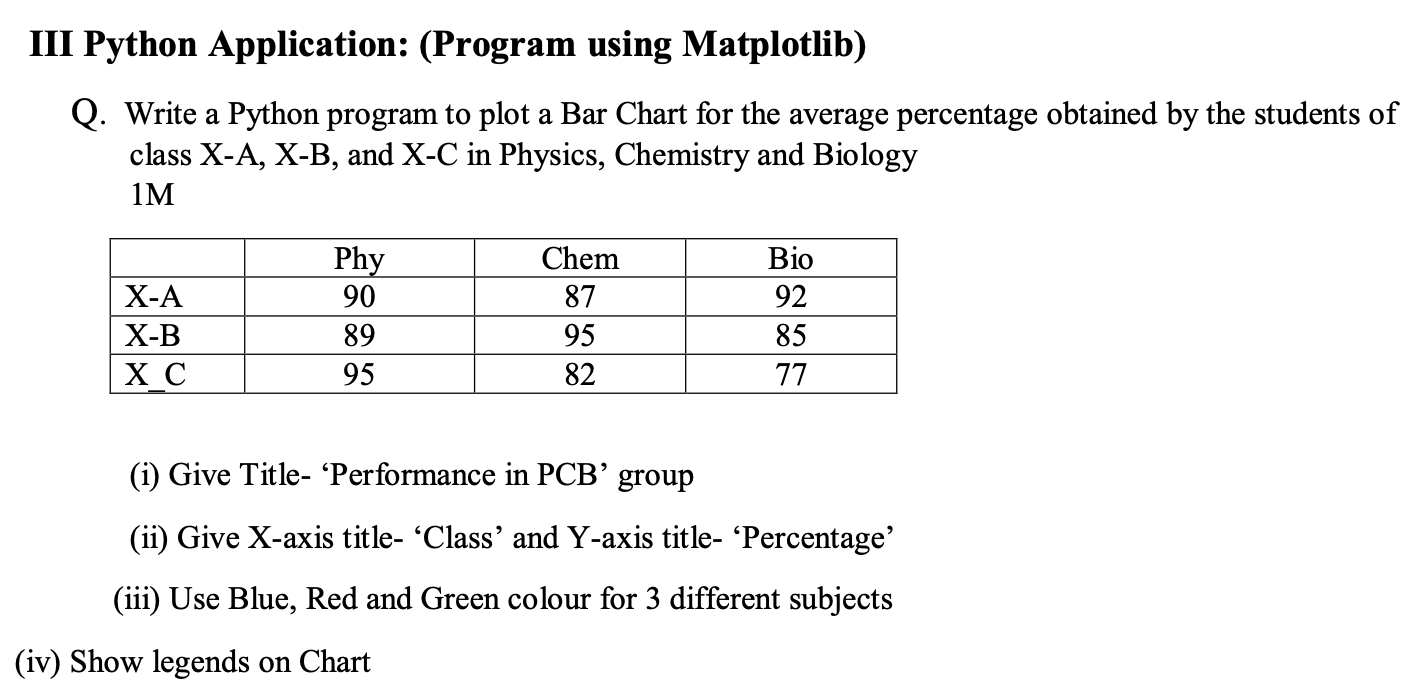 III Python Application: (Program using Matplotlib)
Q. Write a Python program to plot a Bar Chart for the average percentage obtained by the students of
class X-A, X-B, and X-C in Physics, Chemistry and Biology
1M
Phy Chem Bio
X-A 90 87 92
X-B 89 95 85
X_C 95 82 77
(i) Give Title- ‘Performance in PCB’ group
(ii) Give X-axis title- ‘Class’ and Y-axis title- ‘Percentage’
(iii) Use Blue, Red and Green colour for 3 different subjects
(iv) Show legends on Chart